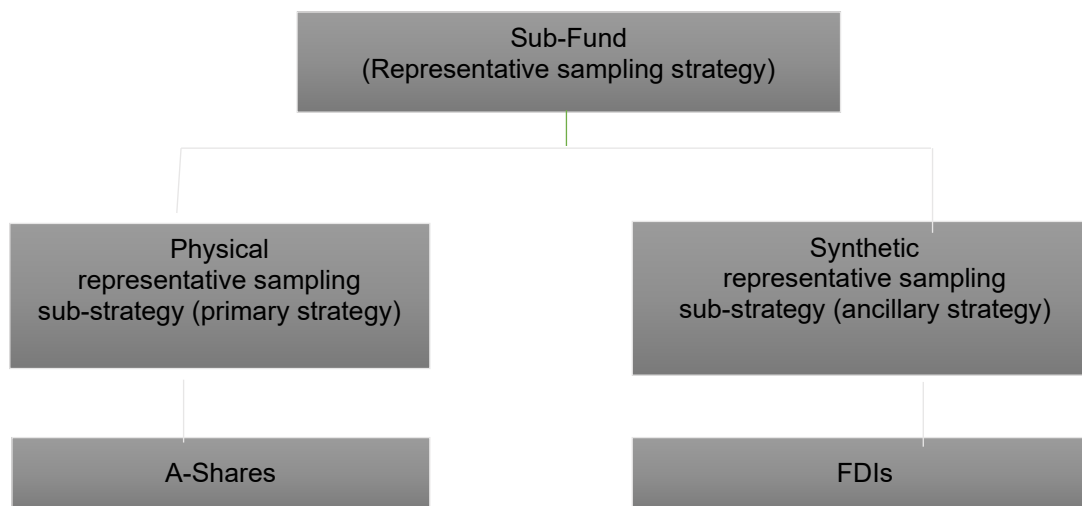 Sub-Fund
(Representative sampling strategy)
Physical
representative sampling
sub-strategy (primary strategy)
Synthetic
representative sampling
sub-strategy (ancillary strategy)
A-Shares
FDIs